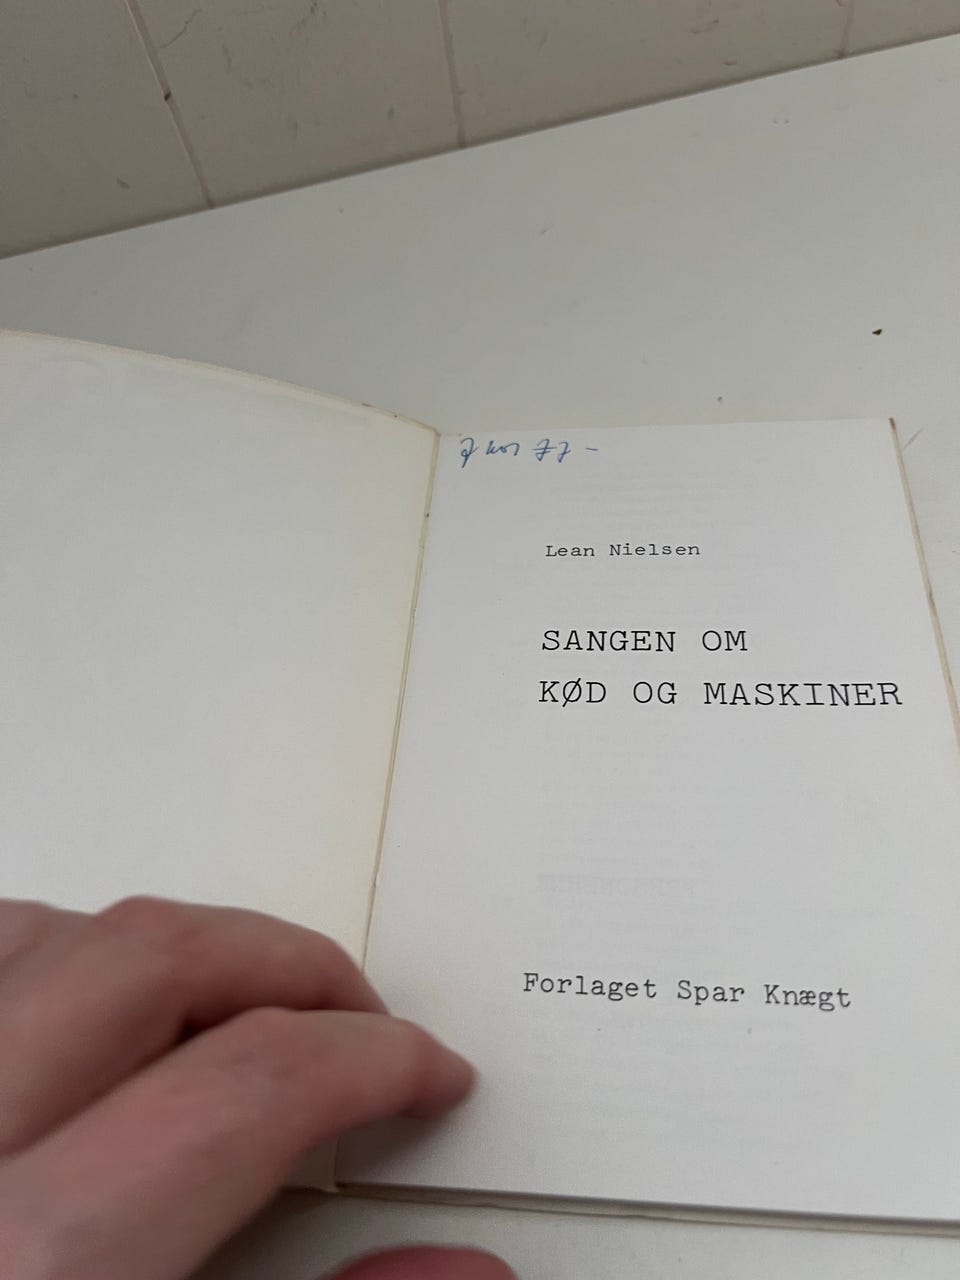 Lean Nielsen
SANGEN OM
KØD OG MASKINER
Forlaget Spar Knægt